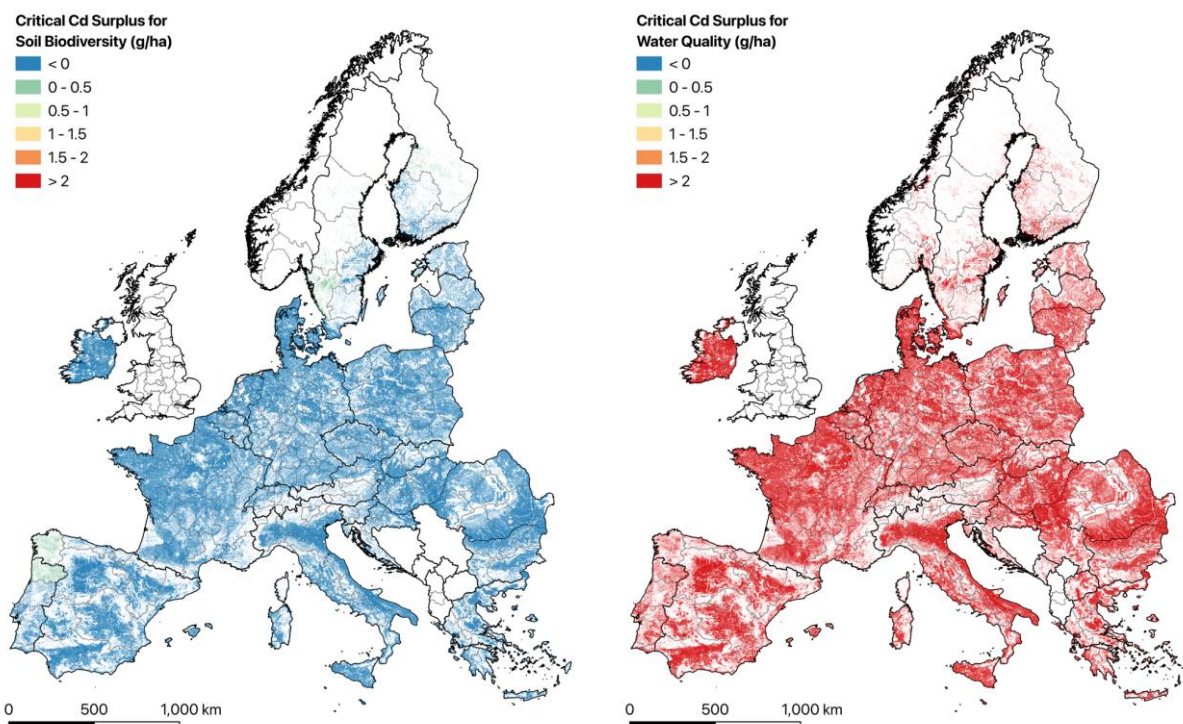 Critical Cd Surplus for
Soil Biodiversity (g/ha)
< 0
0 - 0.5
0.5 - 1
1 - 1.5
1.5 - 2
> 2
0 500 1,000 km
Critical Cd Surplus for
Water Quality (g/ha)
< 0
0 - 0.5
0.5 - 1
1 - 1.5
1.5 - 2
> 2
0 500 1,000 km